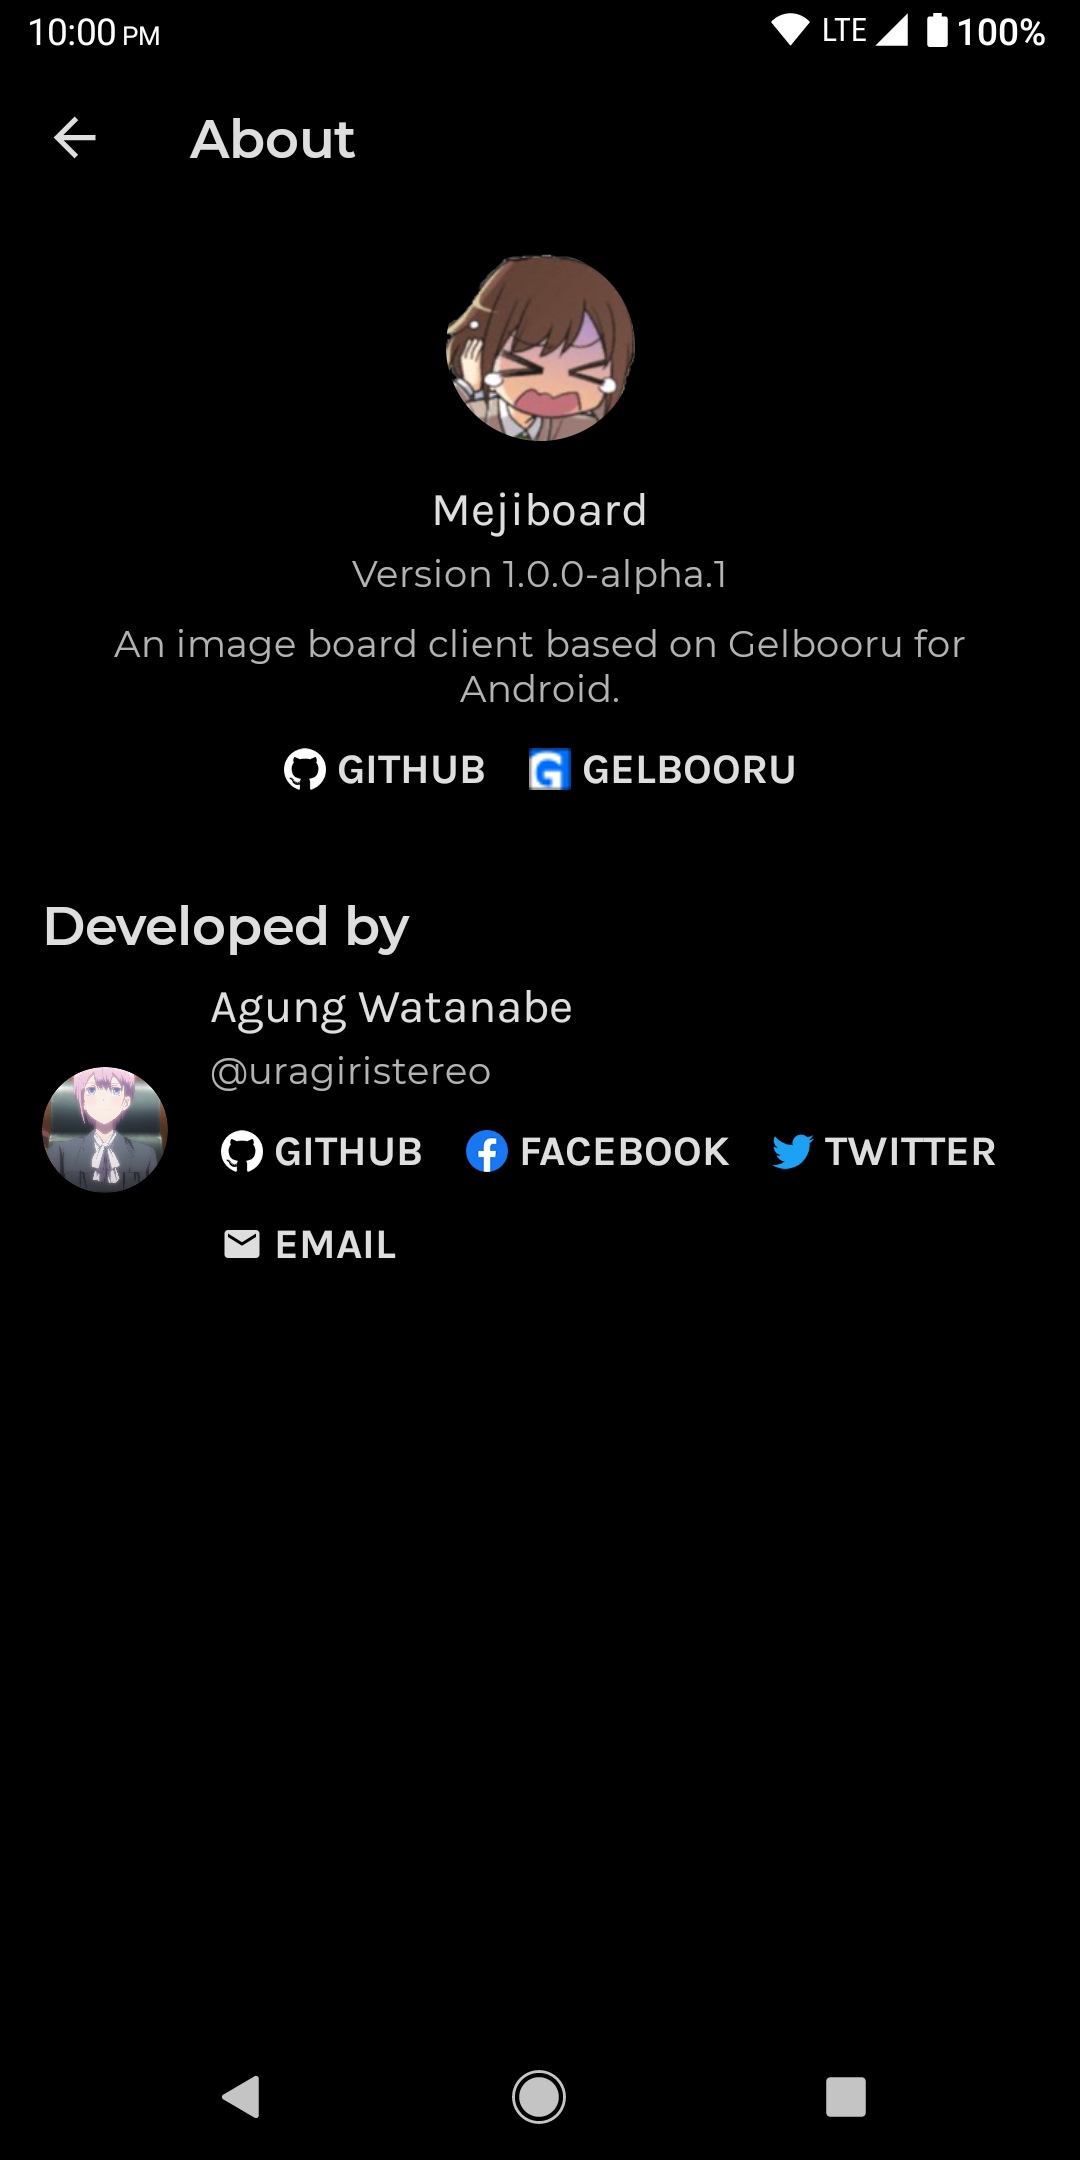 10:00 PM LTE 100%
About
Mejiboard
Version 1.0.0-alpha.1
An image board client based on Gelbooru for
Android.
GITHUB G GELBOORU
Developed by
Agung Watanabe
@uragiristereo
GITHUB FACEBOOK TWITTER
EMAIL